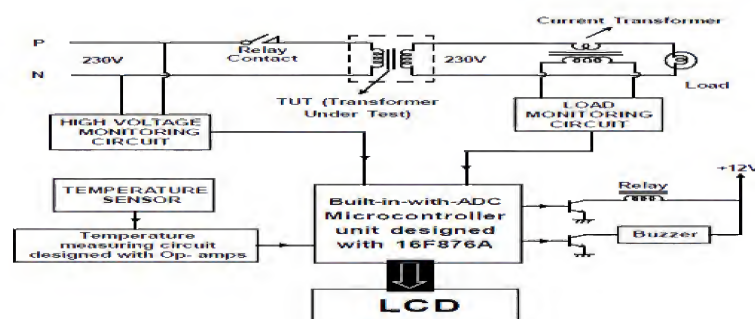 Current Transformer
P
Relay
Contact
230V
230V
N
Load
TUT (Transformer
Under Test)
HIGH VOLTAGE
MONITORING
CIRCUIT
LOAD
MONITORING
CIRCUIT
+12V
TEMPERATURE
SENSOR
Built-in-with-ADC
Microcontroller
unit designed
with 16F876A
Relay
Temperature
measuring circuit
designed with Op- amps
Buzzer
LCD